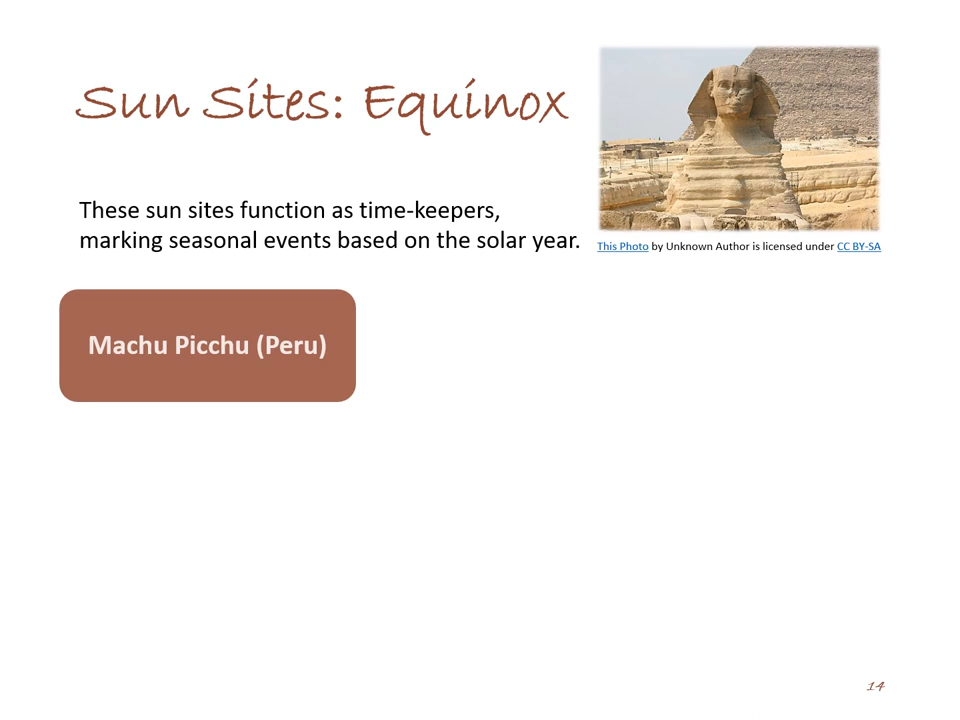 Sun Sites: Equinox
These sun sites function as time-keepers,
marking seasonal events based on the solar year.
This Photo by Unknown Author is licensed under CC BY-SA
Machu Picchu (Peru)
14